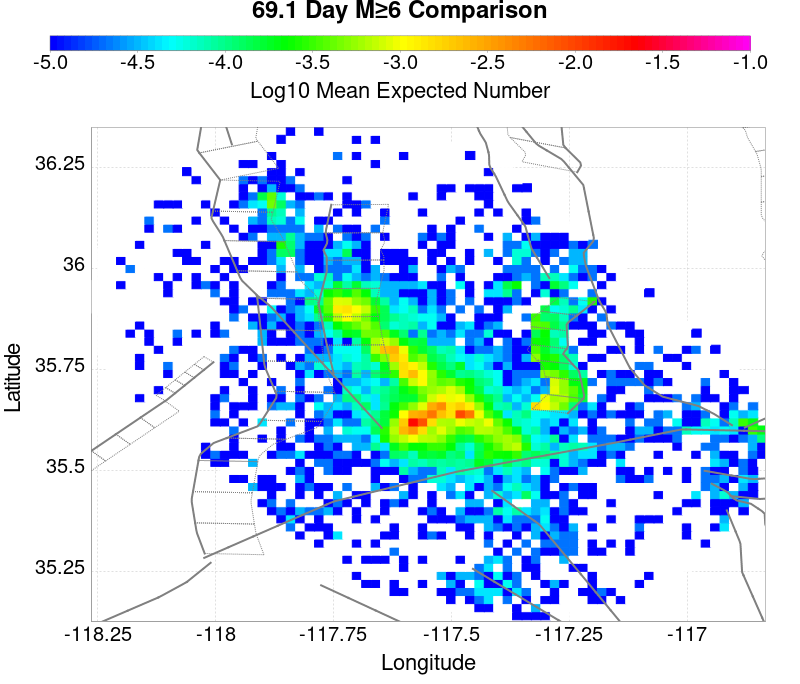 69.1 Day M≥6 Comparison
-5.0 -4.5 -4.0 -3.5 -3.0 -2.5 -2.0 -1.5 -1.0
Log10 Mean Expected Number
36.25
36
35.75
35.5
35.25
Latitude
-118.25 -118 -117.75 -117.5 -117.25 -117
Longitude